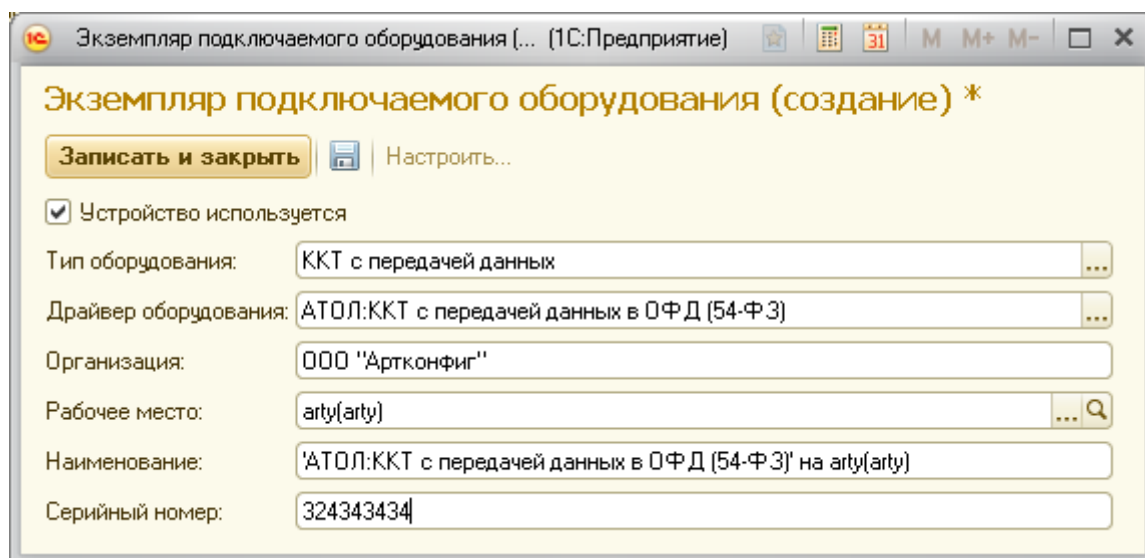 1С Экземпляр подключаемого оборудования (... (1С:Предприятие) 31 M M+ M-
Экземпляр подключаемого оборудования (создание) *
Записать и закрыть Настроить...
Устройство используется
Тип оборудования: ККТ с передачей данных ...
Драйвер оборудования: АТОЛ:ККТ с передачей данных в ОФД (54-ФЗ) ...
Организация: ООО "Артконфиг"
Рабочее место: arty(arty) ...
Наименование: 'АТОЛ:ККТ с передачей данных в ОФД (54-ФЗ)' на arty(arty)
Серийный номер: 324343434